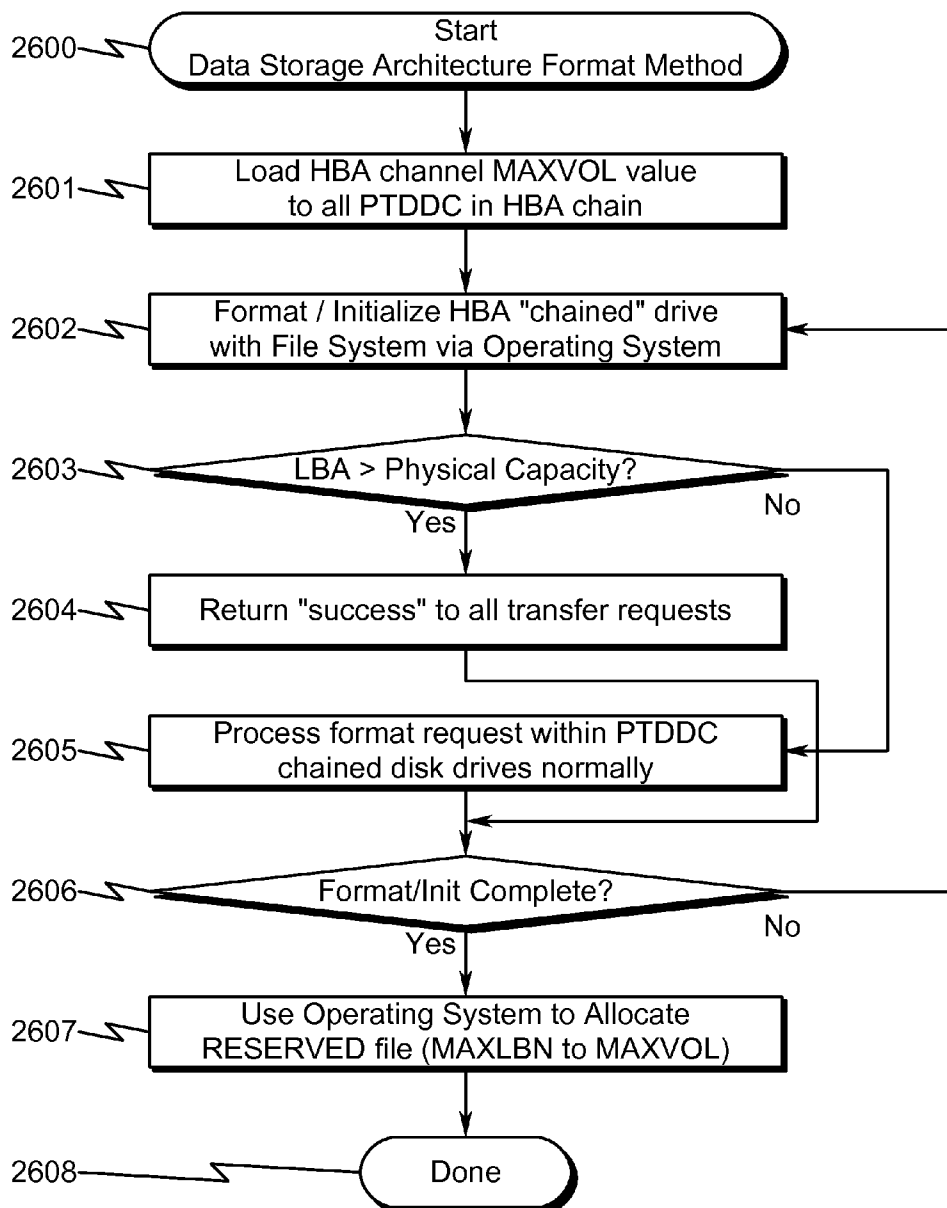 2600
Start
Data Storage Architecture Format Method
2601
Load HBA channel MAXVOL value
to all PTDDC in HBA chain
2602
Format / Initialize HBA "chained" drive
with File System via Operating System
2603
LBA > Physical Capacity?
Yes
No
2604
Return "success" to all transfer requests
2605
Process format request within PTDDC
chained disk drives normally
2606
Format/Init Complete?
Yes
No
2607
Use Operating System to Allocate
RESERVED file (MAXLBN to MAXVOL)
2608
Done